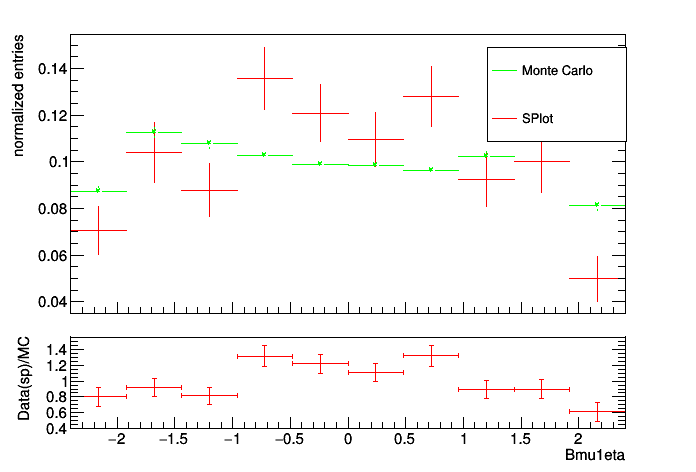 normalized entries
0.14
0.12
0.1
0.08
0.06
0.04
Monte Carlo
SPlot
Data(sp)/MC
1.4
1.2
1
0.8
0.6
0.4
−2 −1.5 −1 −0.5 0 0.5 1 1.5 2
Bmu1eta